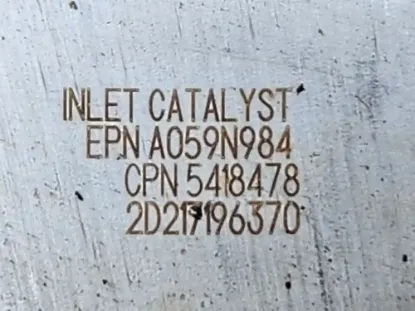 INLET CATALYST
EPN A059N984
CPN 5418478
2D217196370